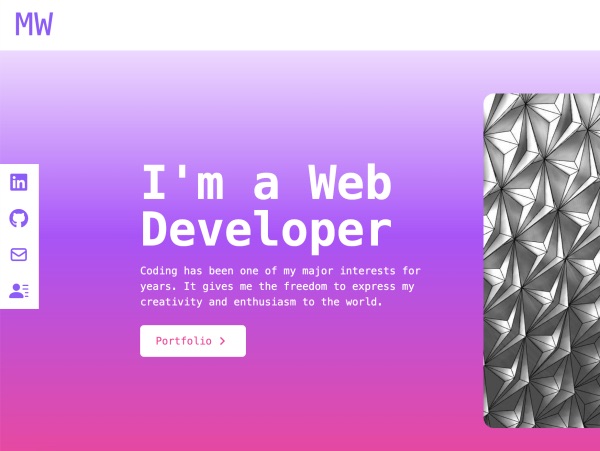 MW
I'm a Web
Developer
Coding has been one of my major interests for
years. It gives me the freedom to express my
creativity and enthusiasm to the world.
Portfolio